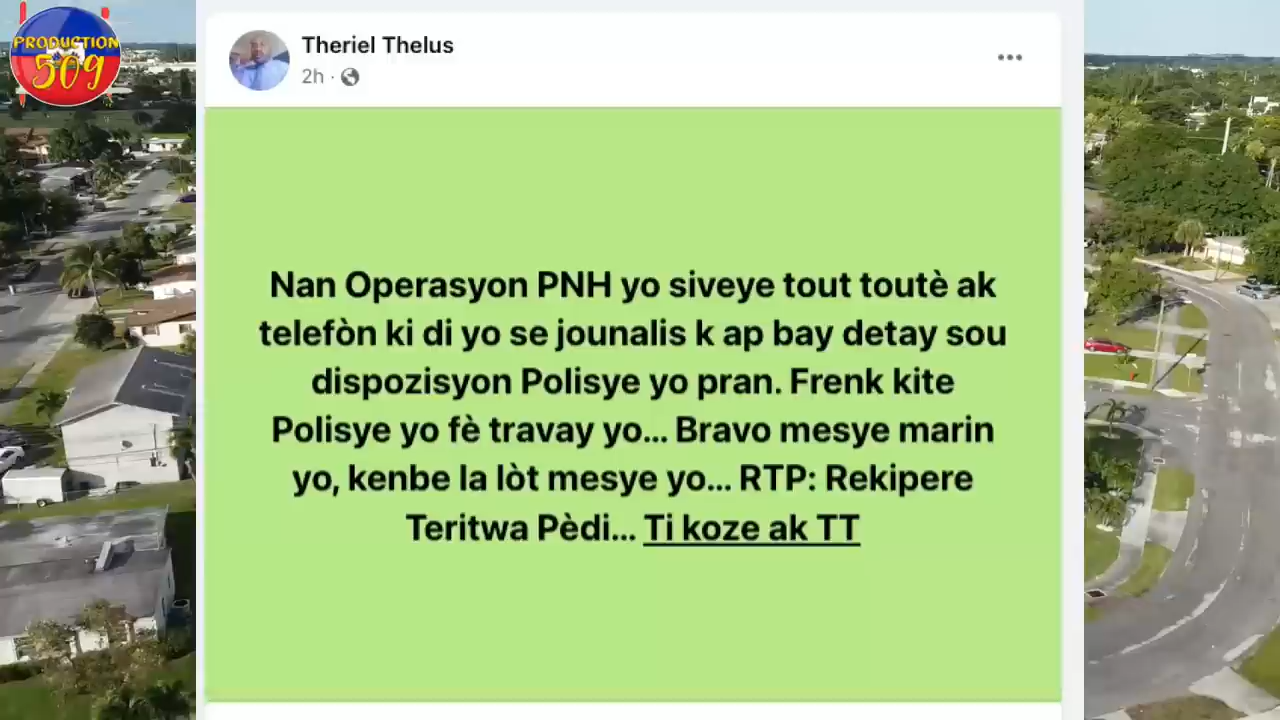 PRODUCTION
509
Theriel Thelus
2h ·
Nan Operasyon PNH yo siveye tout toutè ak
telefòn ki di yo se jounalis k ap bay detay sou
dispozisyon Polisye yo pran. Frenk kite
Polisye yo fè travay yo... Bravo mesye marin
yo, kenbe la lòt mesye yo... RTP: Rekipere
Teritwa Pèdi... Ti koze ak TT